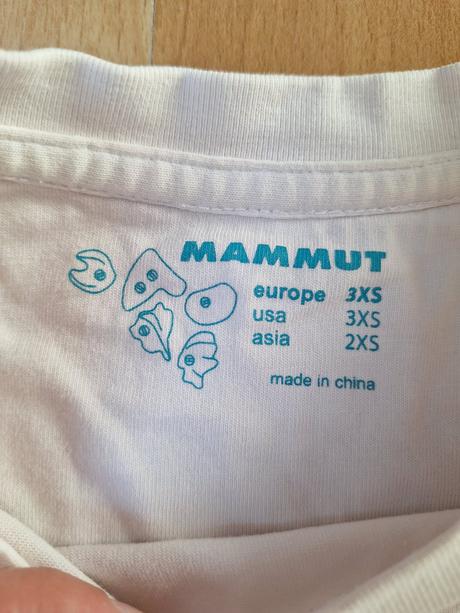 MAMMUT
europe 3XS
usa 3XS
asia 2XS
made in china